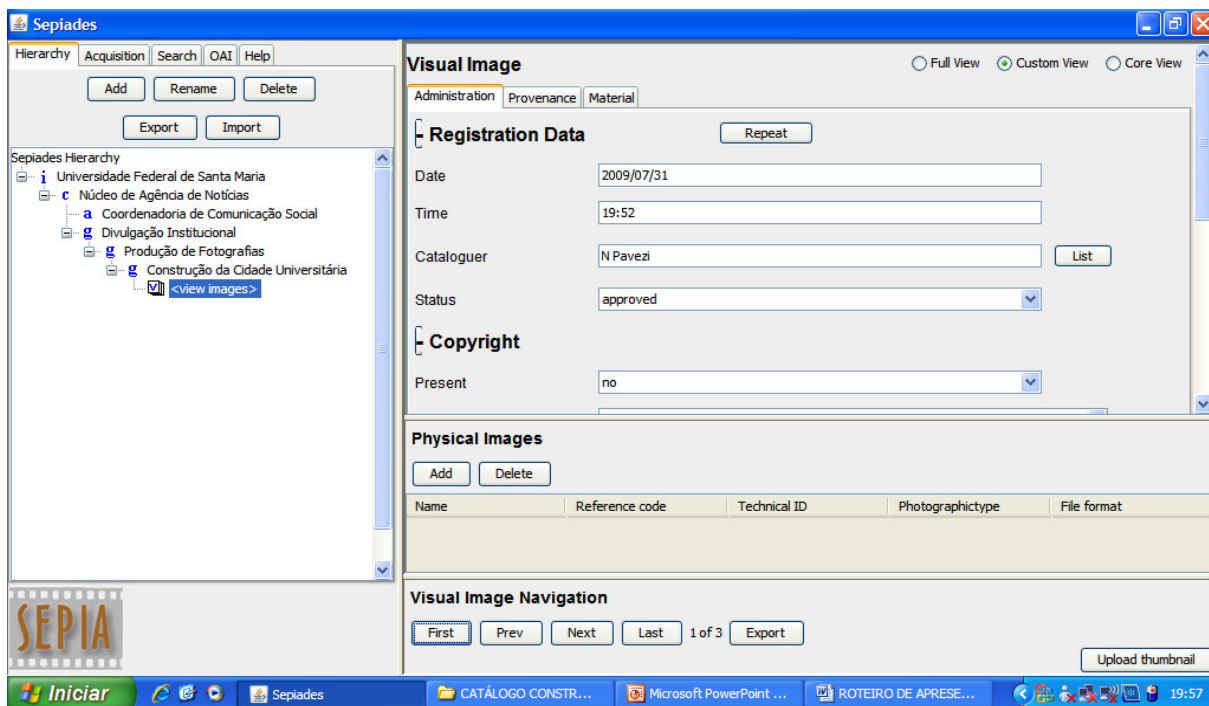 Sepiades
Hierarchy Acquisition Search OAI Help
Add Rename Delete
Export Import
Sepiades Hierarchy
i Universidade Federal de Santa Maria
c Núcleo de Agência de Notícias
a Coordenadoria de Comunicação Social
g Divulgação Institucional
g Produção de Fotografias
g Construção da Cidade Universitária
V <view images>
SEPIA
Visual Image Full View Custom View Core View
Administration Provenance Material
- Registration Data Repeat
Date 2009/07/31
Time 19:52
Cataloguer N Pavezi List
Status approved
- Copyright
Present no
Physical Images
Add Delete
Name Reference code Technical ID Photographictype File format
Visual Image Navigation
First Prev Next Last 1 of 3 Export
Upload thumbnail
Iniciar Sepiades CATÁLOGO CONSTR... Microsoft PowerPoint ... ROTEIRO DE APRESE... 19:57